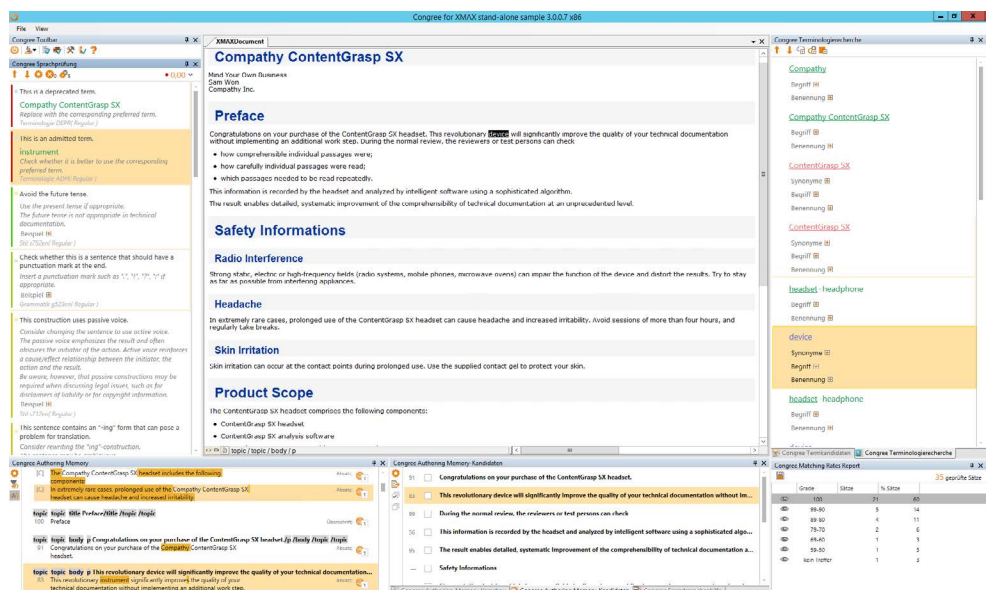 Congree for XMAX stand-alone sample 3.0.0.7 x86
File View
Congree Toolbar
Congree Sprachprüfung
0,00
This is a deprecated term.
Compathy ContentGrasp SX
Replace with the corresponding preferred term.
Terminologie DEPR( Regular )
This is an admitted term.
instrument
Check whether it is better to use the corresponding
preferred term.
Terminologie ADM( Regular )
Avoid the future tense.
Use the present tense if appropriate.
The future tense is not appropriate in technical
documentation.
Beispiel
Stil s752en( Regular )
Check whether this is a sentence that should have a
punctuation mark at the end.
Insert a punctuation mark such as ".", "!", "?", ":" if
appropriate.
Beispiel
Grammatik g523en( Regular )
This construction uses passive voice.
Consider changing the sentence to use active voice.
The passive voice emphasizes the result and often
obscures the initiator of the action. Active voice reinforces
a cause/effect relationship between the initiator, the
action and the result.
Be aware, however, that passive constructions may be
required when discussing legal issues, such as for
disclaimers of liability or for copyright information.
Beispiel
This sentence contains an "-ing" form that can pose a
problem for translation.
Consider rewriting the "ing"-construction.
XMAXDocument
Compathy ContentGrasp SX
Mind Your Own Business
Sam Won
Compathy Inc.
Preface
Congratulations on your purchase of the ContentGrasp SX headset. This revolutionary device will significantly improve the quality of your technical documentation
without implementing an additional work step. During the normal review, the reviewers or test persons can check
• how comprehensible individual passages were;
• how carefully individual passages were read;
• which passages needed to be read repeatedly.
This information is recorded by the headset and analyzed by intelligent software using a sophisticated algorithm.
The result enables detailed, systematic improvement of the comprehensibility of technical documentation at an unprecedented level.
Safety Informations
Radio Interference
Strong static, electric or high-frequency fields (radio systems, mobile phones, microwave ovens) can impair the function of the device and distort the results. Try to stay
as far as possible from interfering appliances.
Headache
In extremely rare cases, prolonged use of the ContentGrasp SX headset can cause headache and increased irritability. Avoid sessions of more than four hours, and
regularly take breaks.
Skin Irritation
Skin irritation can occur at the contact points during prolonged use. Use the supplied contact gel to protect your skin.
Product Scope
The ContentGrasp SX headset comprises the following components:
• ContentGrasp SX headset
• ContentGrasp SX analysis software
topic / topic / body / p
Congree Terminologierecherche
Compathy
Begriff
Benennung
Compathy ContentGrasp SX
Begriff
Benennung
ContentGrasp SX
Synonyme
Begriff
Benennung
ContentGrasp SX
Synonyme
Begriff
Benennung
headset · headphone
Begriff
Benennung
device
Synonyme
Begriff
Benennung
headset · headphone
Begriff
Benennung
Congree Termkandidaten Congree Terminologierecherche
Congree Authoring Memory
[C] The Compathy ContentGrasp SX headset includes the following
components:
[C] In extremely rare cases, prolonged use of the Compathy ContentGrasp SX
headset can cause headache and increased irritability.
topic topic title Preface/title /topic /topic
100 Preface
topic topic body p Congratulations on your purchase of the ContentGrasp SX headset./p /body /topic /topic
91 Congratulations on your purchase of the Compathy ContentGrasp SX
headset.
topic topic body p This revolutionary device will significantly improve the quality of your technical documentation...
83 This revolutionary instrument significantly improves the quality of your
technical documentation without implementing an additional work step.
Congree Authoring Memory-Kandidaten
91 Congratulations on your purchase of the ContentGrasp SX headset.
This revolutionary device will significantly improve the quality of your technical documentation without im...
During the normal review, the reviewers or test persons can check
This information is recorded by the headset and analyzed by intelligent software using a sophisticated algo...
The result enables detailed, systematic improvement of the comprehensibility of technical documentation a...
— Safety Informations
Congree Matching Rates Report
35 geprüfte Sätze
Grade Sätze % Sätze
100 21 60
99-90 5 14
89-80 4 11
79-70 2 6
69-60 1 3
59-50 1 3
kein Treffer 1 3